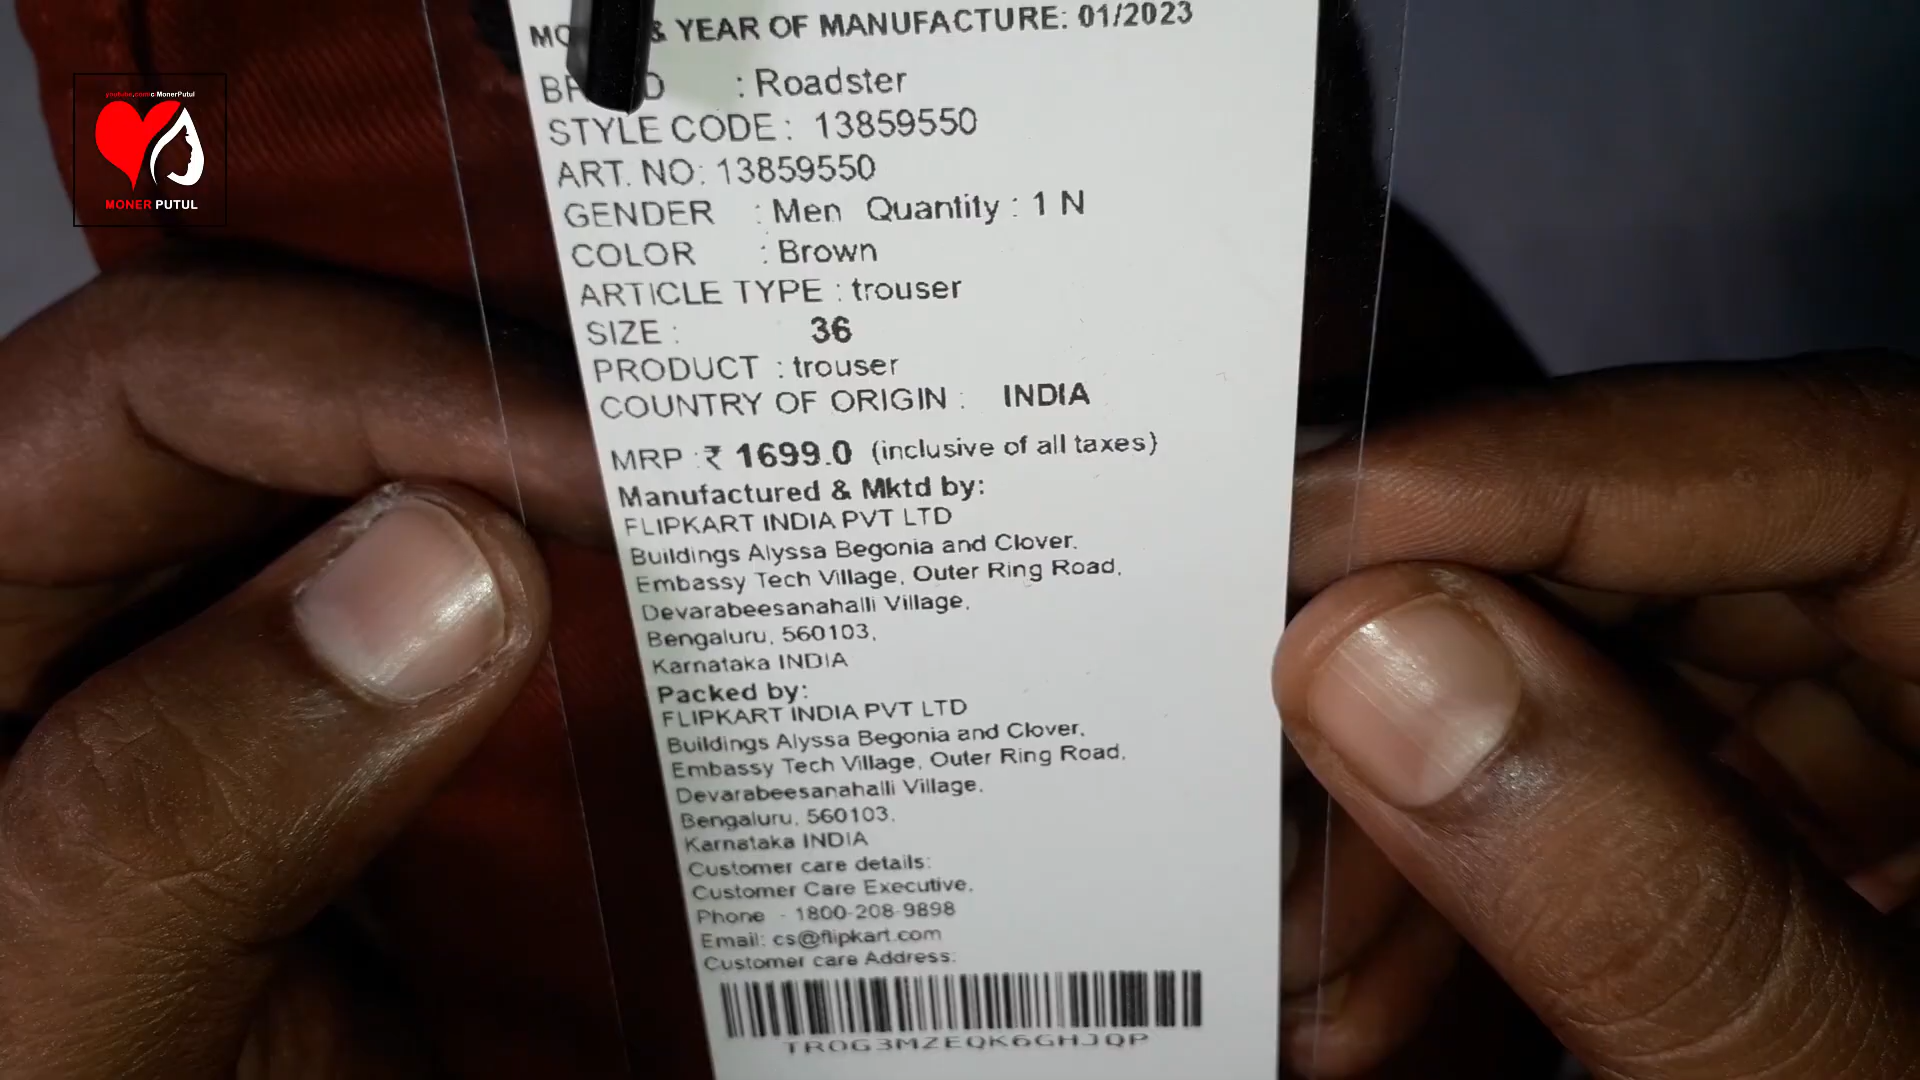 youtube.com/c/MonerPutul
MONER PUTUL
& YEAR OF MANUFACTURE: 01/2023
: Roadster
STYLE CODE : 13859550
ART. NO: 13859550
GENDER : Men Quantity : 1 N
COLOR : Brown
ARTICLE TYPE : trouser
SIZE : 36
PRODUCT : trouser
COUNTRY OF ORIGIN : INDIA
MRP : ₹ 1699.0 (inclusive of all taxes)
Manufactured & Mktd by:
FLIPKART INDIA PVT LTD
Buildings Alyssa Begonia and Clover,
Embassy Tech Village, Outer Ring Road,
Devarabeesanahalli Village,
Bengaluru, 560103,
Karnataka INDIA
Packed by:
FLIPKART INDIA PVT LTD
Buildings Alyssa Begonia and Clover,
Embassy Tech Village, Outer Ring Road,
Devarabeesanahalli Village,
Bengaluru, 560103,
Karnataka INDIA
Customer care details:
Customer Care Executive,
Phone - 1800-208-9898
Email: cs@flipkart.com
Customer care Address:
TROG3MZEQK6GHJQP